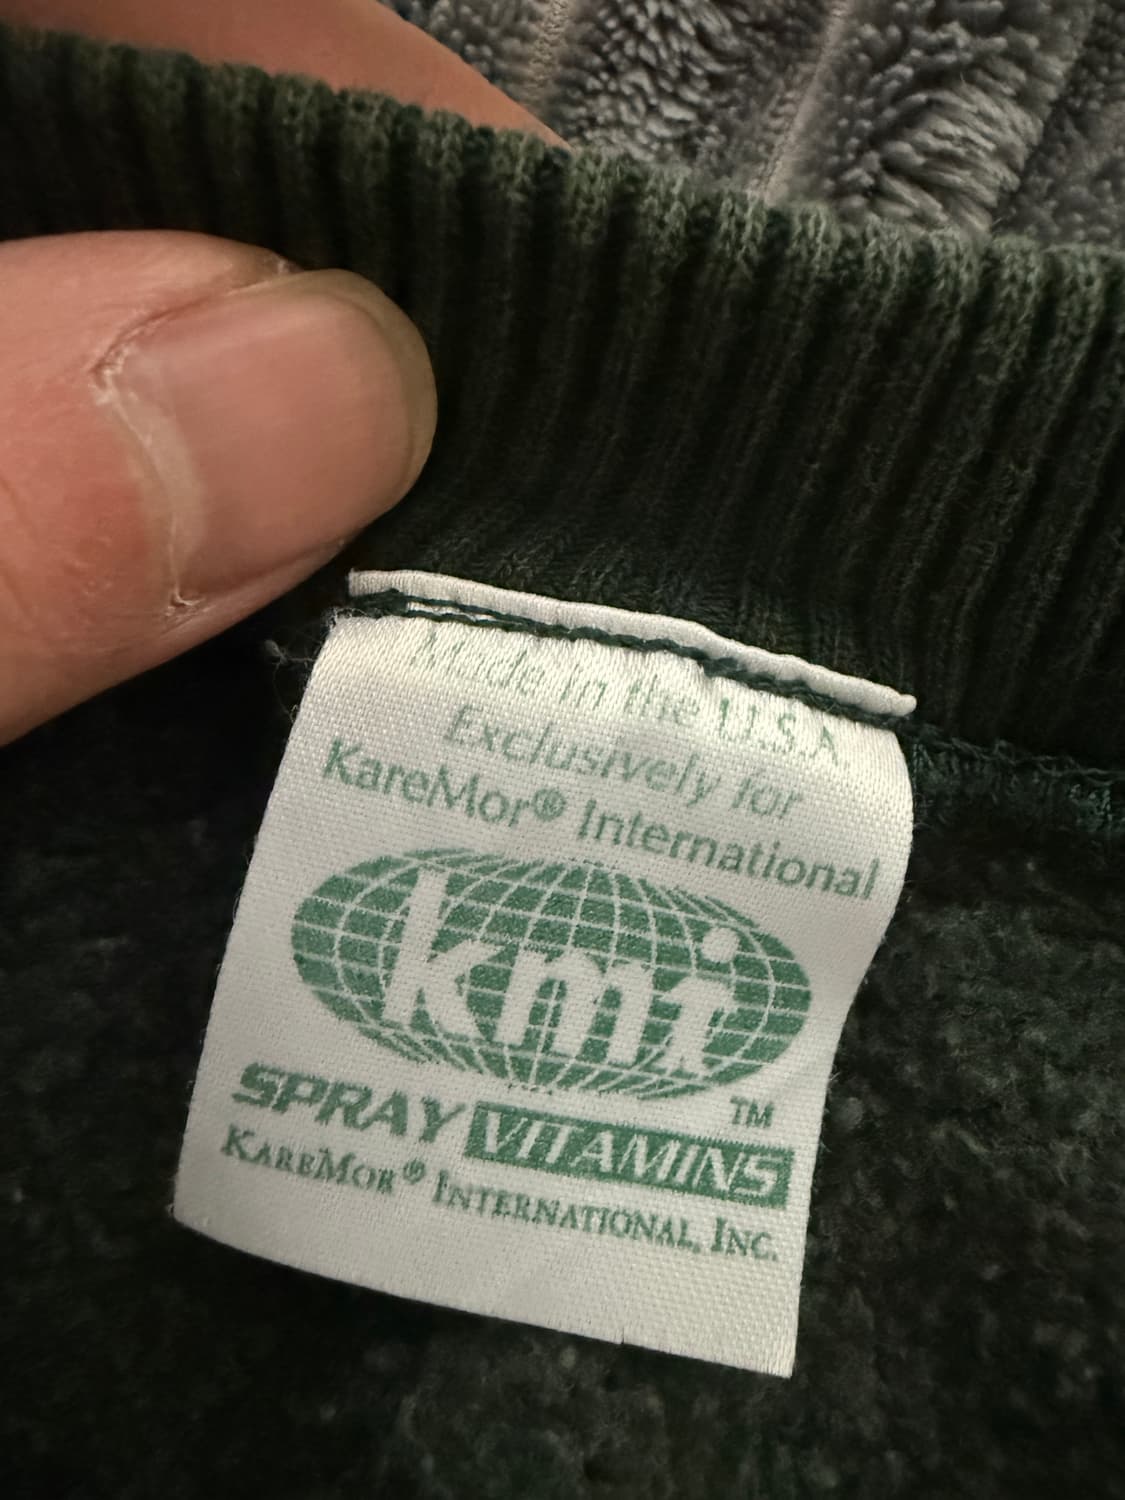 Made in the U.S.A.
Exclusively for
KareMor® International
kmi
TM
SPRAY VITAMINS
KAREMOR® INTERNATIONAL, INC.